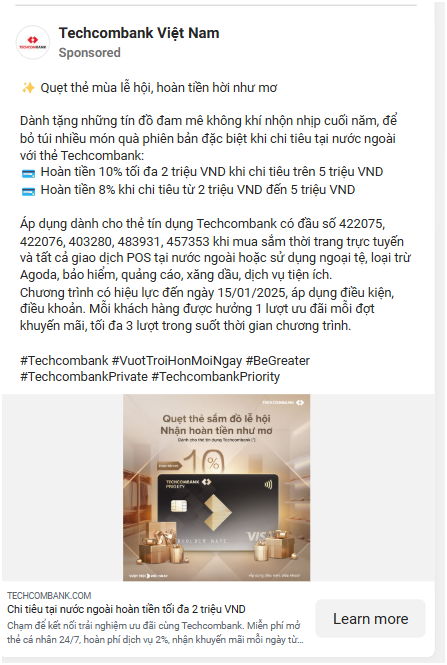 TECHCOMBANK
Techcombank Việt Nam
Sponsored
✨ Quẹt thẻ mùa lễ hội, hoàn tiền hời như mơ
Dành tặng những tín đồ đam mê không khí nhộn nhịp cuối năm, để
bỏ túi nhiều món quà phiên bản đặc biệt khi chi tiêu tại nước ngoài
với thẻ Techcombank:
💳 Hoàn tiền 10% tối đa 2 triệu VND khi chi tiêu trên 5 triệu VND
💳 Hoàn tiền 8% khi chi tiêu từ 2 triệu VND đến 5 triệu VND
Áp dụng dành cho thẻ tín dụng Techcombank có đầu số 422075,
422076, 403280, 483931, 457353 khi mua sắm thời trang trực tuyến
và tất cả giao dịch POS tại nước ngoài hoặc sử dụng ngoại tệ, loại trừ
Agoda, bảo hiểm, quảng cáo, xăng dầu, dịch vụ tiện ích.
Chương trình có hiệu lực đến ngày 15/01/2025, áp dụng điều kiện,
điều khoản. Mỗi khách hàng được hưởng 1 lượt ưu đãi mỗi đợt
khuyến mãi, tối đa 3 lượt trong suốt thời gian chương trình.
#Techcombank #VuotTroiHonMoiNgay #BeGreater
#TechcombankPrivate #TechcombankPriority
TECHCOMBANK
Quẹt thẻ sắm đồ lễ hội
Nhận hoàn tiền như mơ
Dành cho thẻ tín dụng Techcombank (*)
10%
TECHCOMBANK
PRIORITY
VISA
TECHCOMBANK.COM
Chi tiêu tại nước ngoài hoàn tiền tối đa 2 triệu VND
Chạm để kết nối trải nghiệm ưu đãi cùng Techcombank. Miễn phí mở
thẻ cá nhân 24/7, hoàn phí dịch vụ 2%, nhận khuyến mãi mỗi ngày từ...
Learn more